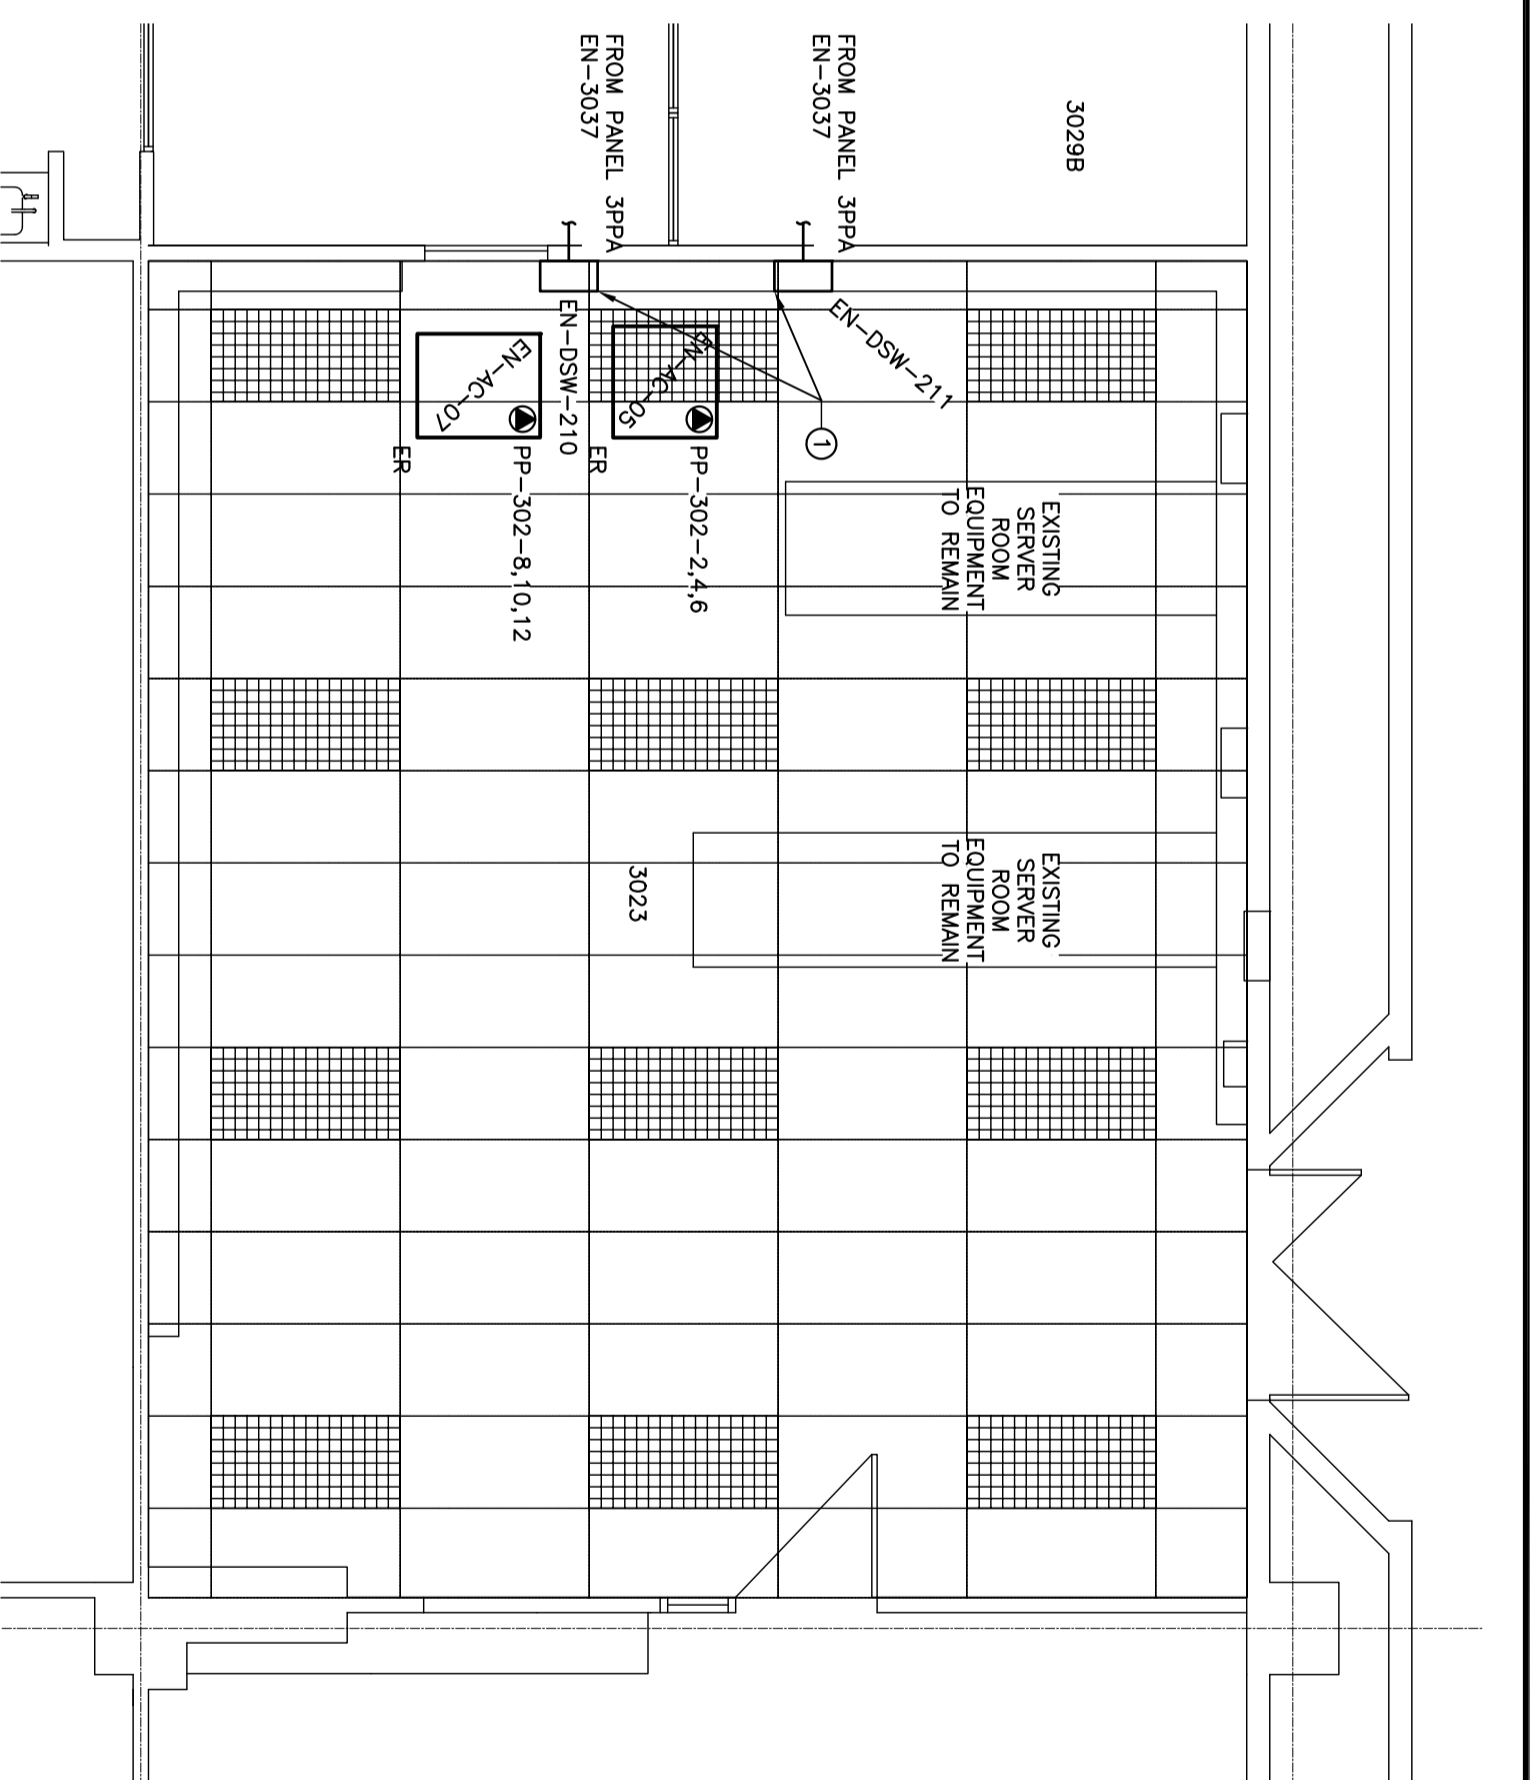 3029B
FROM PANEL 3PPA
EN-3037
FROM PANEL 3PPA
EN-3037
EN-DSW-211
EN-DSW-210
1
EN-AC-05
EN-AC-07
ER
ER
PP-302-2,4,6
PP-302-8,10,12
EXISTING
SERVER
ROOM
EQUIPMENT
TO REMAIN
EXISTING
SERVER
ROOM
EQUIPMENT
TO REMAIN
3023